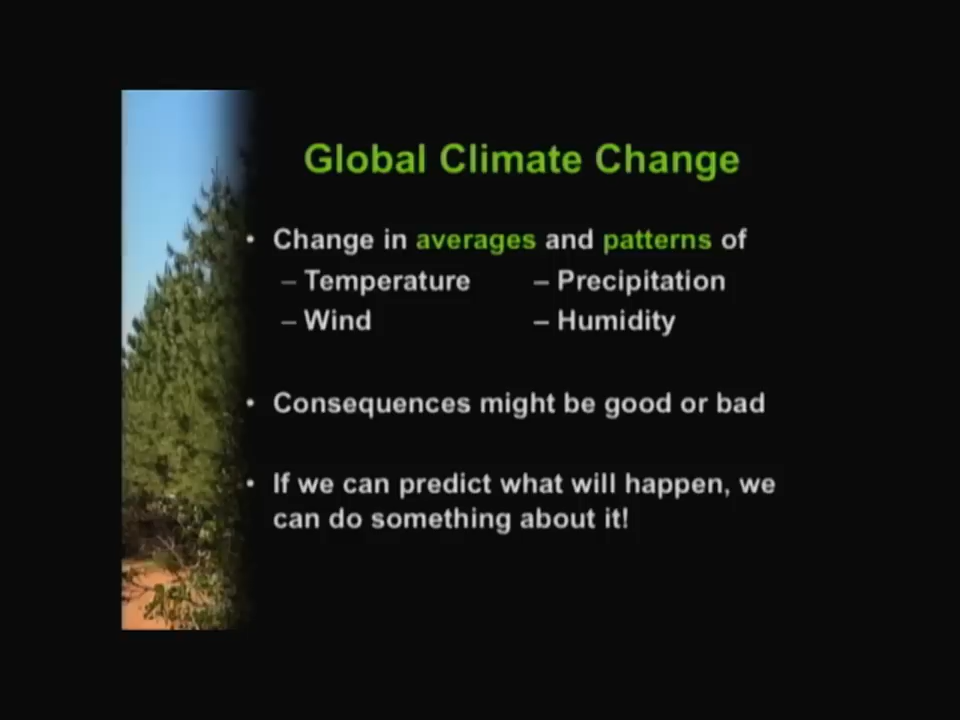 Global Climate Change
• Change in averages and patterns of
– Temperature – Precipitation
– Wind – Humidity
• Consequences might be good or bad
• If we can predict what will happen, we
can do something about it!